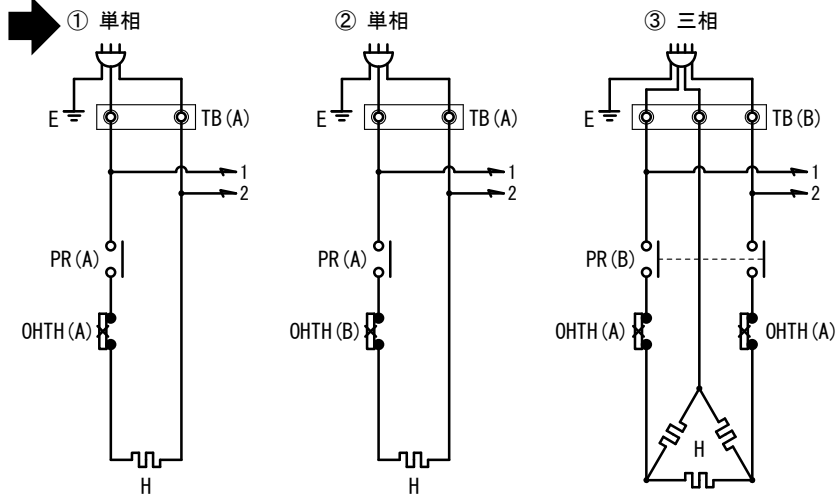 ① 単相
E
TB(A)
1
2
PR(A)
OHTH(A)
H
② 単相
E
TB(A)
1
2
PR(A)
OHTH(B)
H
③ 三相
E
TB(B)
1
2
PR(B)
OHTH(A)
OHTH(A)
H